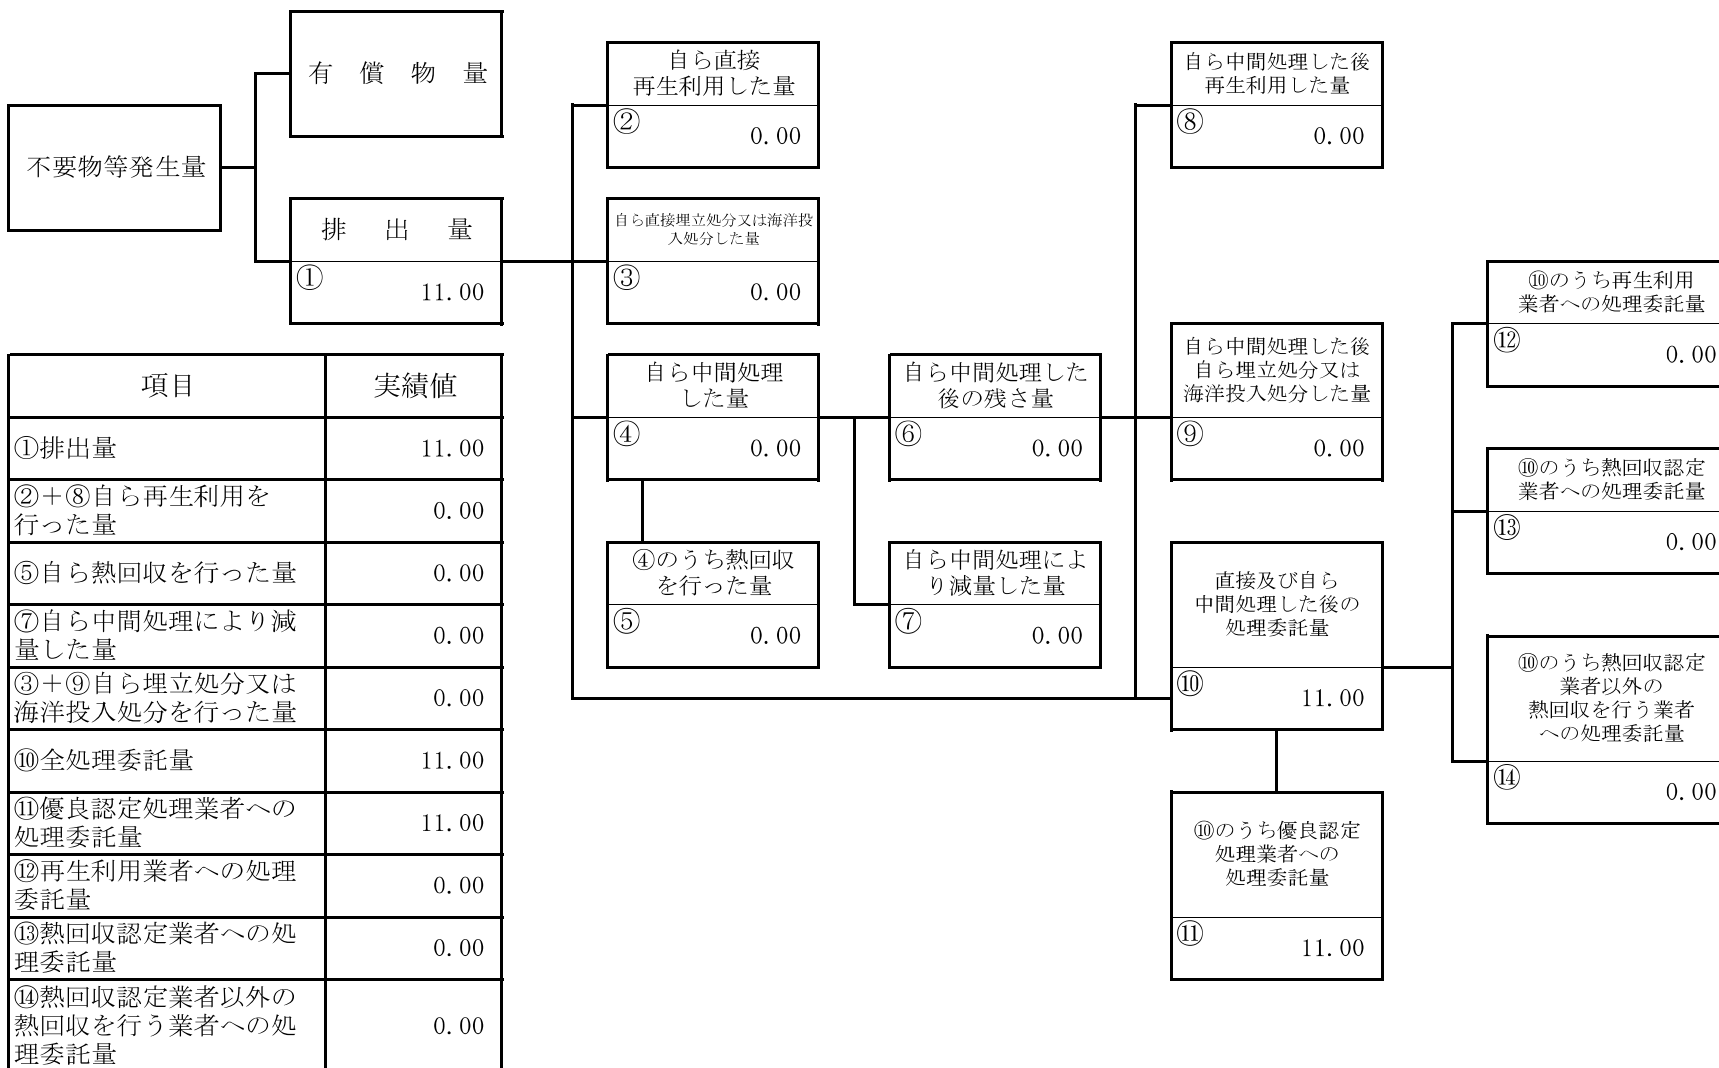 不要物等発生量
有 償 物 量
排 出 量
①
11.00
自ら直接
再生利用した量
②
0.00
自ら直接埋立処分又は海洋投
入処分した量
③
0.00
自ら中間処理
した量
④
0.00
④のうち熱回収
を行った量
⑤
0.00
自ら中間処理した
後の残さ量
⑥
0.00
自ら中間処理によ
り減量した量
⑦
0.00
自ら中間処理した後
再生利用した量
⑧
0.00
自ら中間処理した後
自ら埋立処分又は
海洋投入処分した量
⑨
0.00
直接及び自ら
中間処理した後の
処理委託量
⑩
11.00
⑩のうち優良認定
処理業者への
処理委託量
⑪
11.00
⑩のうち再生利用
業者への処理委託量
⑫
0.00
⑩のうち熱回収認定
業者への処理委託量
⑬
0.00
⑩のうち熱回収認定
業者以外の
熱回収を行う業者
への処理委託量
⑭
0.00
項目 実績値
①排出量 11.00
②＋⑧自ら再生利用を
行った量 0.00
⑤自ら熱回収を行った量 0.00
⑦自ら中間処理により減
量した量 0.00
③＋⑨自ら埋立処分又は
海洋投入処分を行った量 0.00
⑩全処理委託量 11.00
⑪優良認定処理業者への
処理委託量 11.00
⑫再生利用業者への処理
委託量 0.00
⑬熱回収認定業者への処
理委託量 0.00
⑭熱回収認定業者以外の
熱回収を行う業者への処
理委託量 0.00